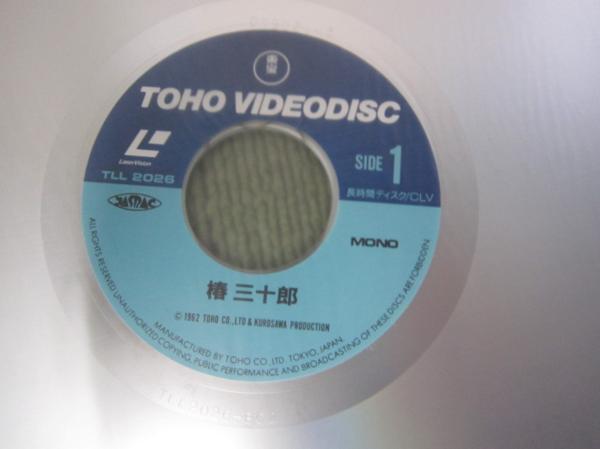 TOHO VIDEODISC
LaserVision
SIDE 1
TLL 2026
長時間ディスク/CLV
JASRAC
MONO
椿 三十郎
© 1962 TOHO CO., LTD & KUROSAWA PRODUCTION
MANUFACTURED BY TOHO CO., LTD. TOKYO, JAPAN.
ALL RIGHTS RESERVED. UNAUTHORIZED COPYING, PUBLIC PERFORMANCE AND BROADCASTING OF THESE DISCS ARE FORBIDDEN.